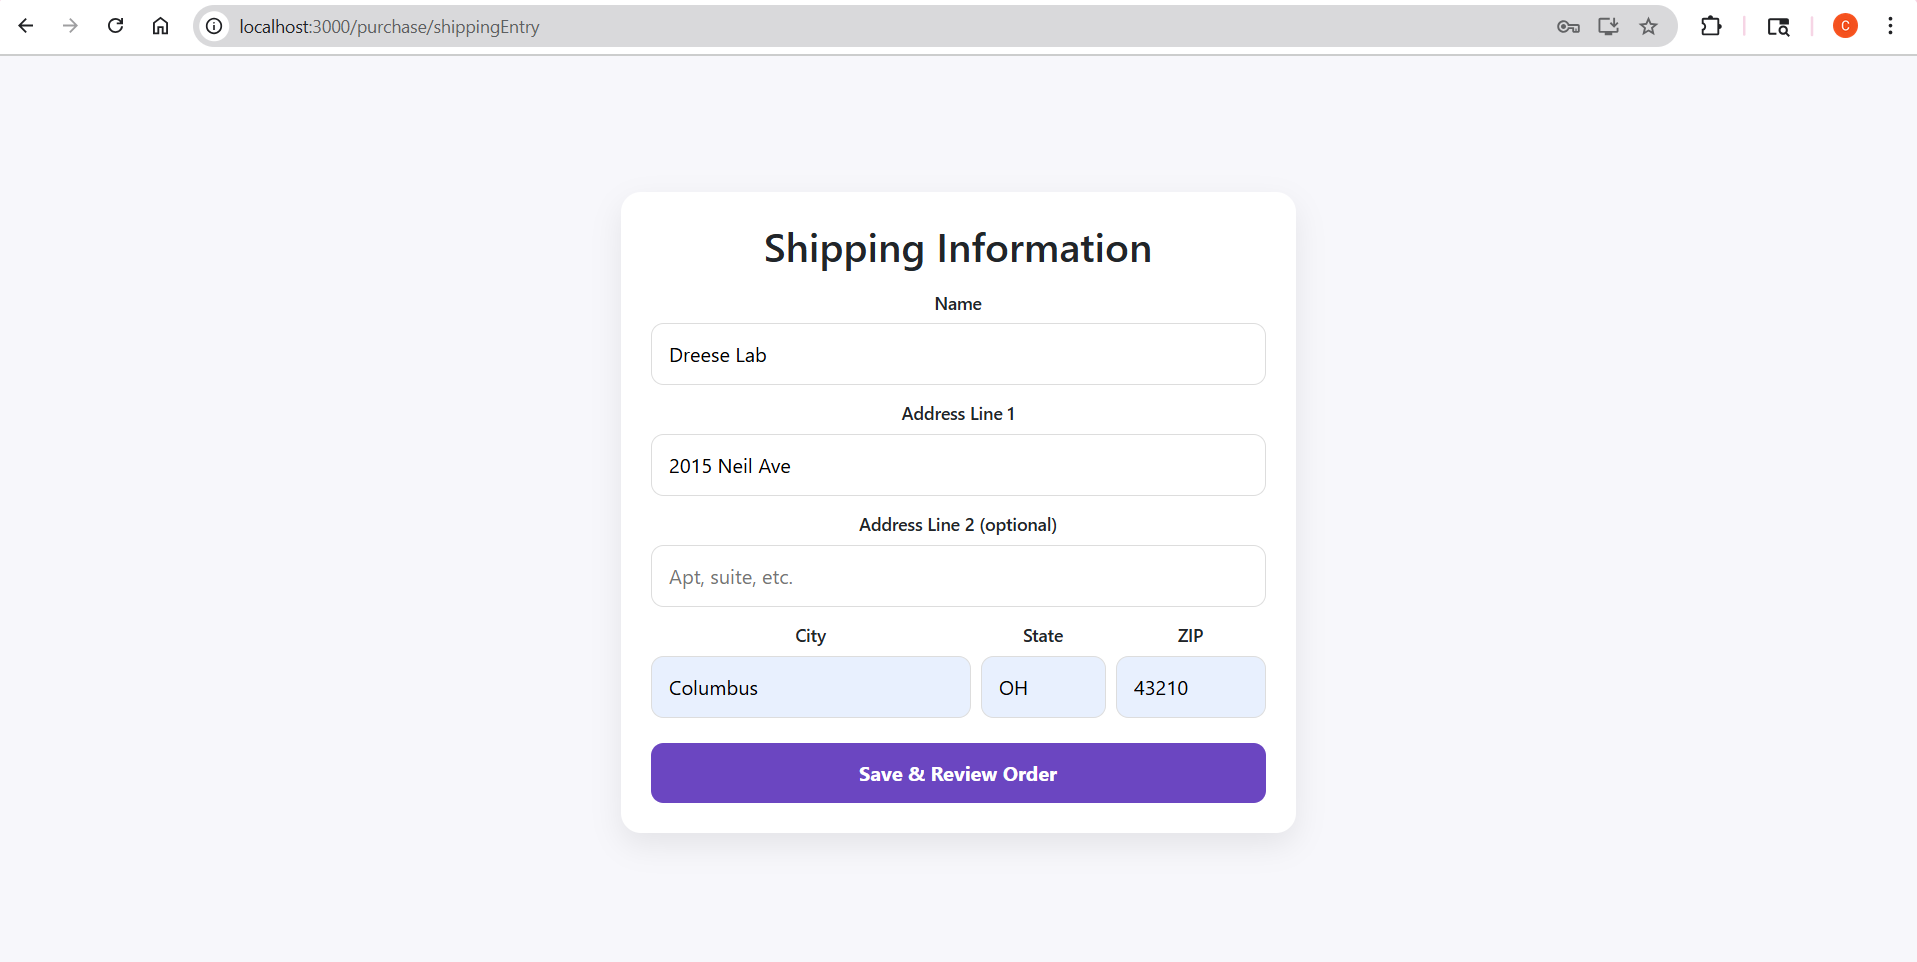 localhost:3000/purchase/shippingEntry
C
Shipping Information
Name
Dreese Lab
Address Line 1
2015 Neil Ave
Address Line 2 (optional)
Apt, suite, etc.
City State ZIP
Columbus OH 43210
Save & Review Order